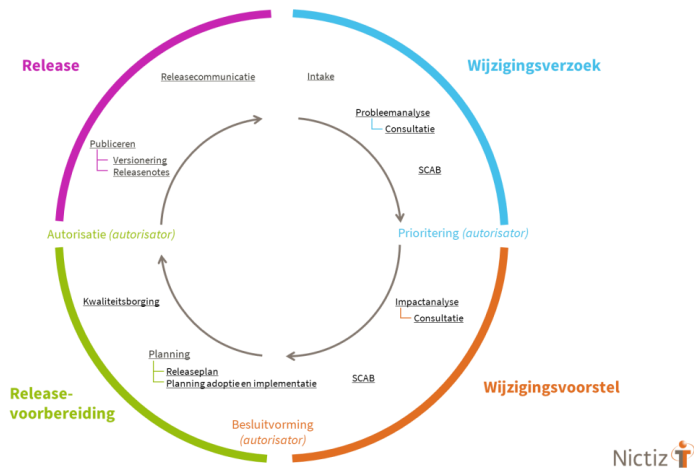 Release
Wijzigingsverzoek
Releasecommunicatie
Intake
Probleemanalyse
Consultatie
Publiceren
Versionering
Releasenotes
SCAB
Autorisatie (autorisator)
Prioritering (autorisator)
Kwaliteitsborging
Impactanalyse
Consultatie
Planning
Releaseplan
Planning adoptie en implementatie
SCAB
Release-
voorbereiding
Wijzigingsvoorstel
Besluitvorming
(autorisator)
Nictiz